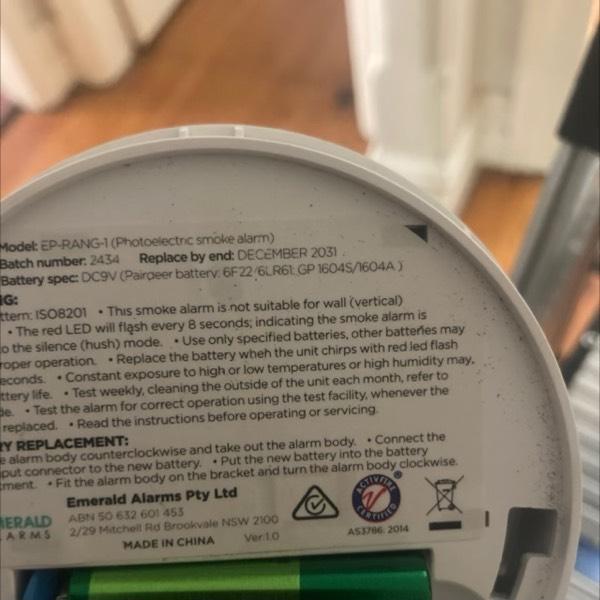 Model: EP-RANG-1 (Photoelectric smoke alarm)
Batch number: 2434 Replace by end: DECEMBER 2031
Battery spec: DC9V (Pairdeer battery: 6F22/6LR61; GP 1604S/1604A )
G:
ttern: ISO8201 • This smoke alarm is not suitable for wall (vertical)
• The red LED will flash every 8 seconds; indicating the smoke alarm is
o the silence (hush) mode. • Use only specified batteries, other batteries may
roper operation. • Replace the battery wheh the unit chirps with red led flash
econds. • Constant exposure to high or low temperatures or high humidity may,
ttery life. • Test weekly, cleaning the outside of the unit each month, refer to
de. • Test the alarm for correct operation using the test facility, whenever the
replaced. • Read the instructions before operating or servicing.
RY REPLACEMENT:
e alarm body counterclockwise and take out the alarm body. • Connect the
put connector to the new battery. • Put the new battery into the battery
tment. • Fit the alarm body on the bracket and turn the alarm body clockwise.
Emerald Alarms Pty Ltd
ABN 50 632 601 453
2/29 Mitchell Rd Brookvale NSW 2100
MADE IN CHINA Ver:1.0
MERALD
LARMS
ACTIVFIRE
CERTIFIED
®
AS3786: 2014